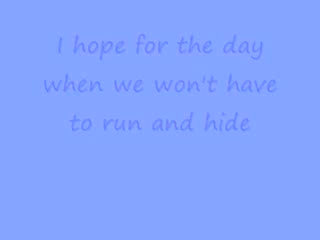 I hope for the day
when we won't have
to run and hide